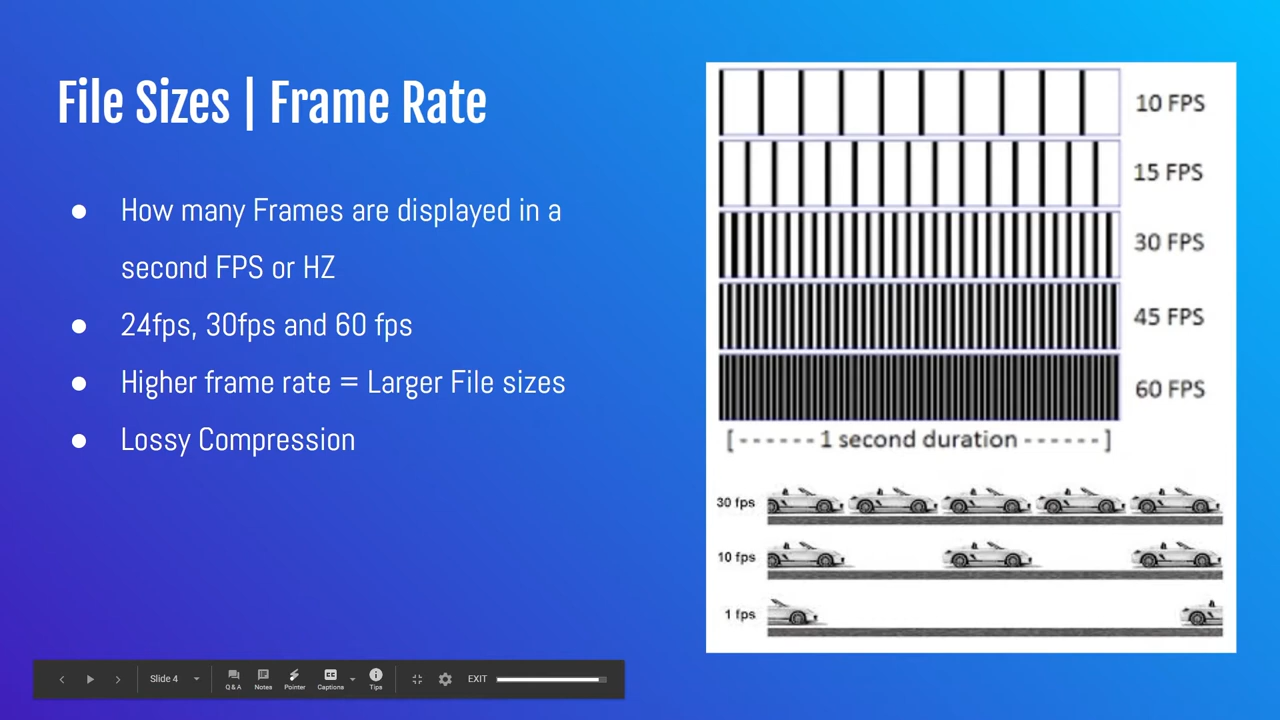 File Sizes | Frame Rate
● How many Frames are displayed in a
second FPS or HZ
● 24fps, 30fps and 60 fps
● Higher frame rate = Larger File sizes
● Lossy Compression
10 FPS
15 FPS
30 FPS
45 FPS
60 FPS
[ - - - - - - 1 second duration - - - - - - ]
30 fps
10 fps
1 fps
Slide 4
Q & A
Notes
Pointer
CC
Captions
Tips
EXIT